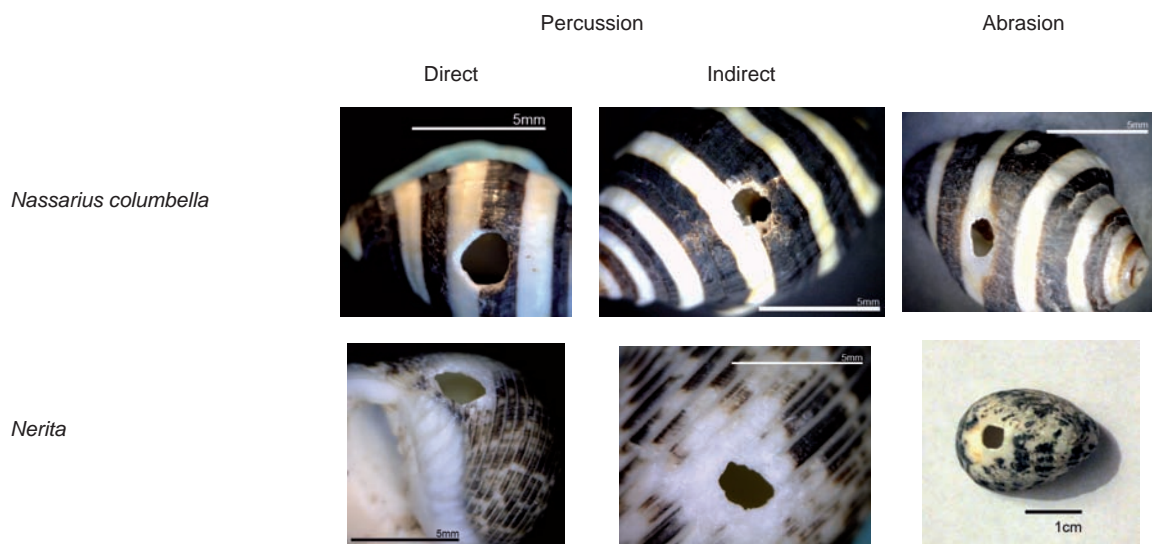 Percussion Abrasion
Direct Indirect
5mm
5mm
5mm
Nassarius columbella
5mm
5mm
Nerita
1cm